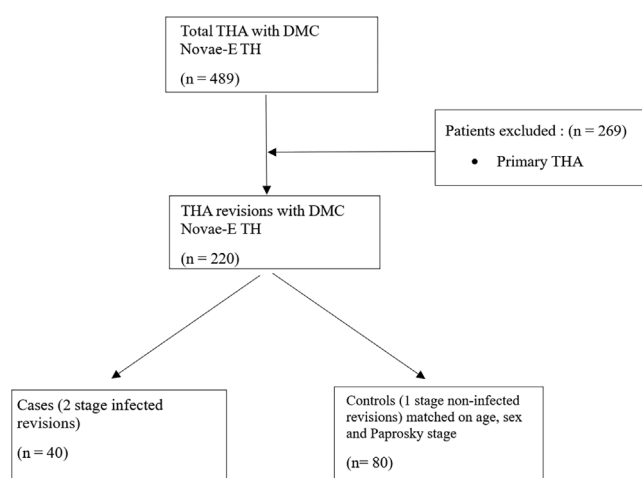 Total THA with DMC
Novae-E TH
(n = 489)
Patients excluded : (n = 269)
• Primary THA
THA revisions with DMC
Novae-E TH
(n = 220)
Cases (2 stage infected
revisions)
(n = 40)
Controls (1 stage non-infected
revisions) matched on age, sex
and Paprosky stage
(n= 80)